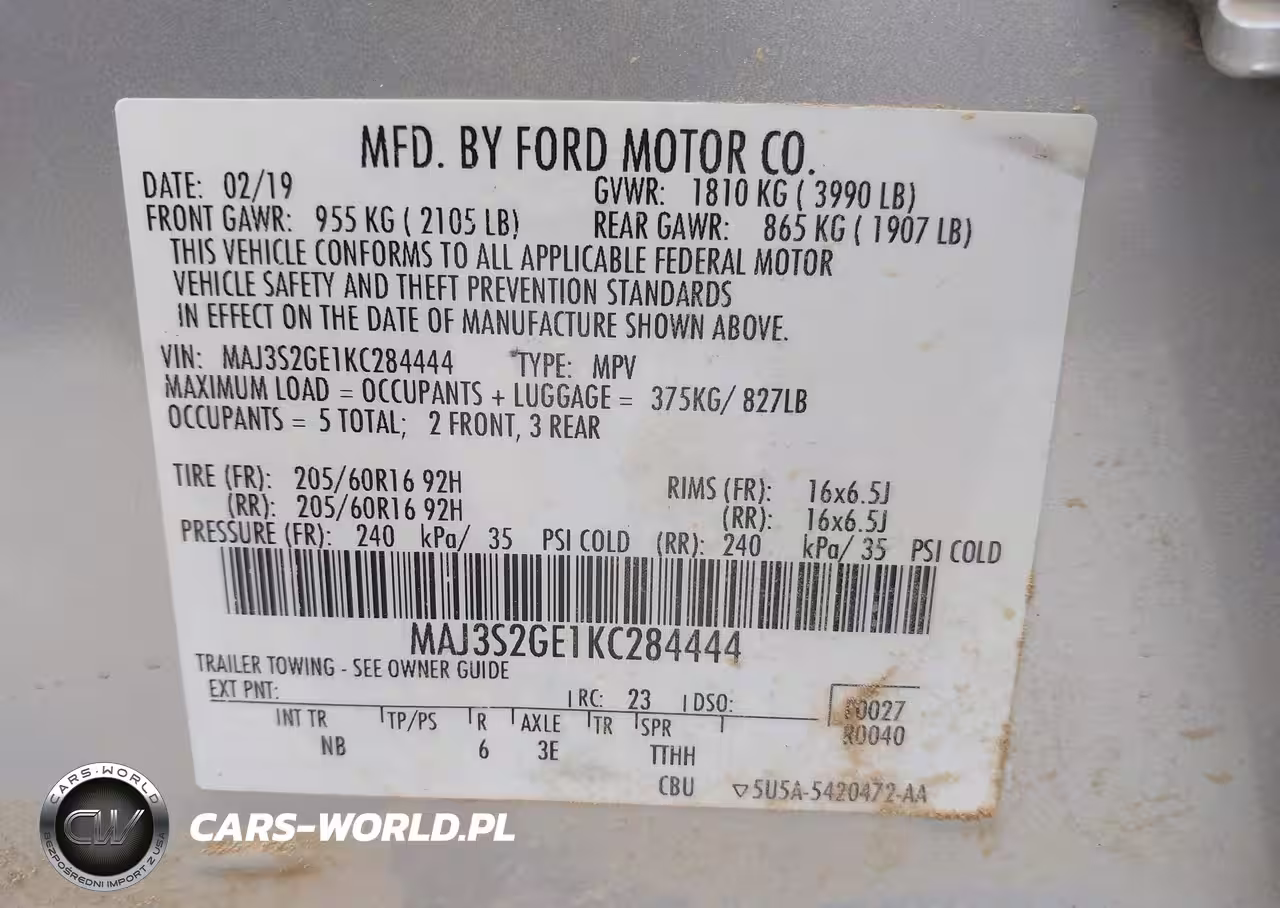 MFD. BY FORD MOTOR CO.
DATE: 02/19 GVWR: 1810 KG ( 3990 LB)
FRONT GAWR: 955 KG ( 2105 LB) REAR GAWR: 865 KG ( 1907 LB)
THIS VEHICLE CONFORMS TO ALL APPLICABLE FEDERAL MOTOR
VEHICLE SAFETY AND THEFT PREVENTION STANDARDS
IN EFFECT ON THE DATE OF MANUFACTURE SHOWN ABOVE.
VIN: MAJ3S2GE1KC284444 TYPE: MPV
MAXIMUM LOAD = OCCUPANTS + LUGGAGE = 375KG/ 827LB
OCCUPANTS = 5 TOTAL; 2 FRONT, 3 REAR
TIRE (FR): 205/60R16 92H RIMS (FR): 16x6.5J
(RR): 205/60R16 92H (RR): 16x6.5J
PRESSURE (FR): 240 kPa/ 35 PSI COLD (RR): 240 kPa/ 35 PSI COLD
MAJ3S2GE1KC284444
TRAILER TOWING - SEE OWNER GUIDE
EXT PNT: RC: 23 DSO:
INT TR TP/PS R AXLE TR SPR
NB 6 3E TTHH
CBU ▽5U5A-5420472-AA
CARS-WORLD
CW
BEZPOŚREDNI IMPORT Z USA
CARS-WORLD.PL